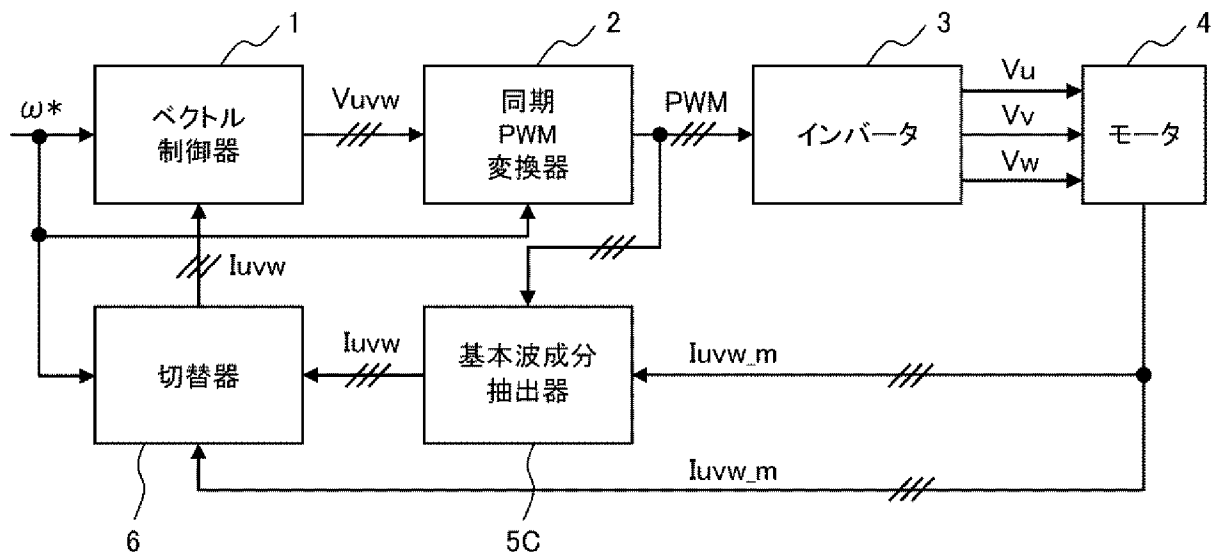 1
2
3
4
ω*
ベクトル
制御器
Vuvw
同期
PWM
変換器
PWM
インバータ
Vu
Vv
Vw
モータ
Iuvw
切替器
Iuvw
基本波成分
抽出器
Iuvw_m
Iuvw_m
6
5C